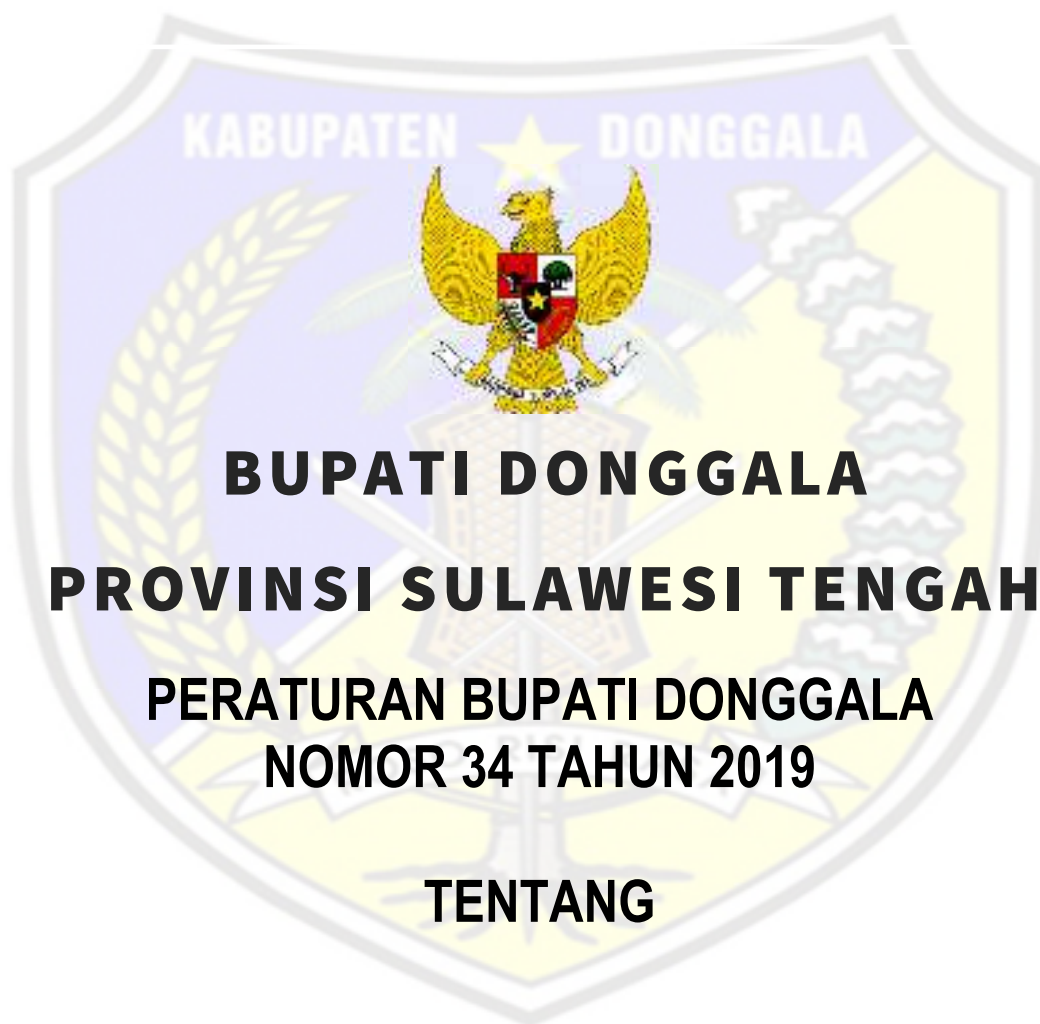 KABUPATEN DONGGALA
BUPATI DONGGALA
PROVINSI SULAWESI TENGAH
PERATURAN BUPATI DONGGALA
NOMOR 34 TAHUN 2019
TENTANG